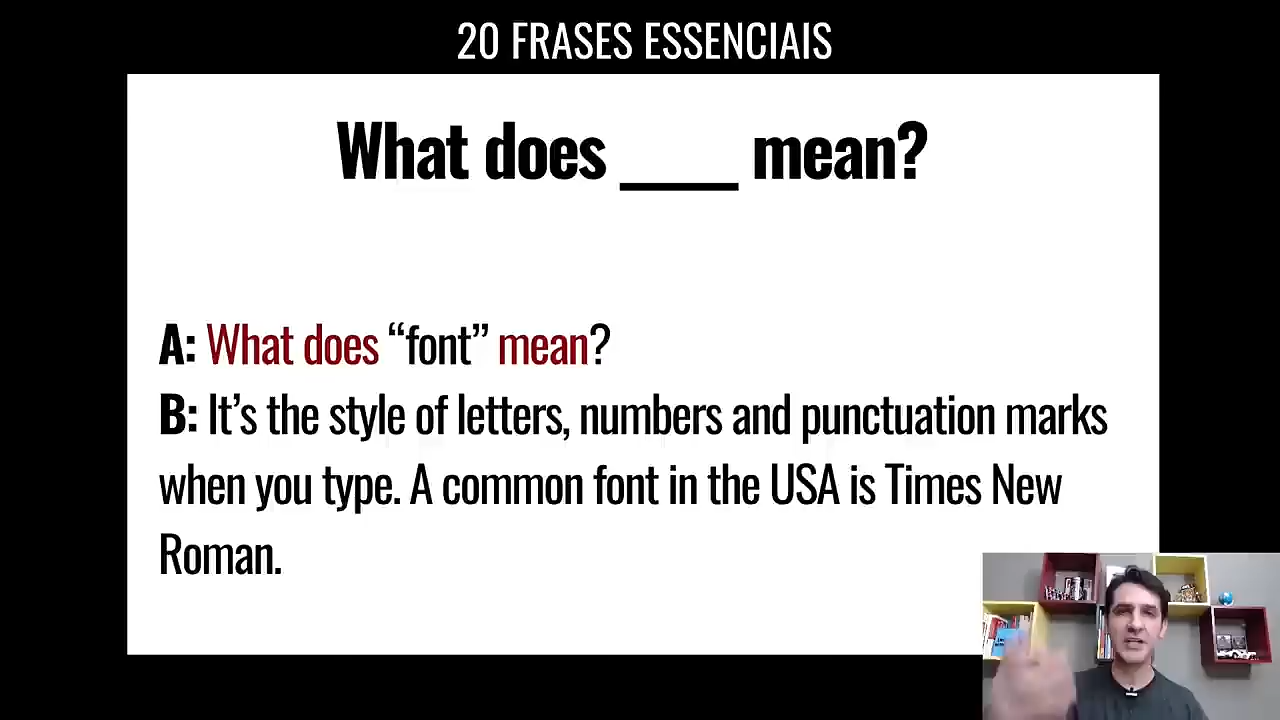 20 FRASES ESSENCIAIS
What does ____ mean?
A: What does “font” mean?
B: It’s the style of letters, numbers and punctuation marks
when you type. A common font in the USA is Times New
Roman.